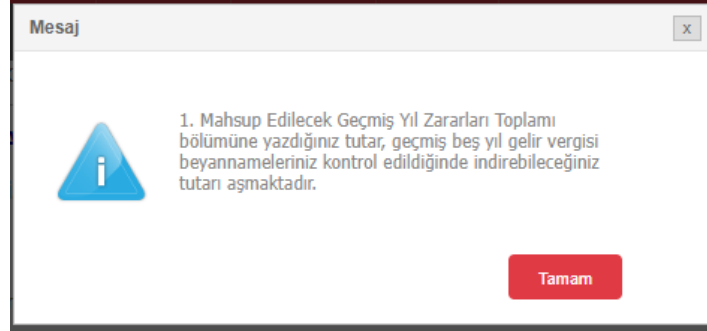 Mesaj
x
1. Mahsup Edilecek Geçmiş Yıl Zararları Toplamı
bölümüne yazdığınız tutar, geçmiş beş yıl gelir vergisi
beyannameleriniz kontrol edildiğinde indirebileceğiniz
tutarı aşmaktadır.
Tamam